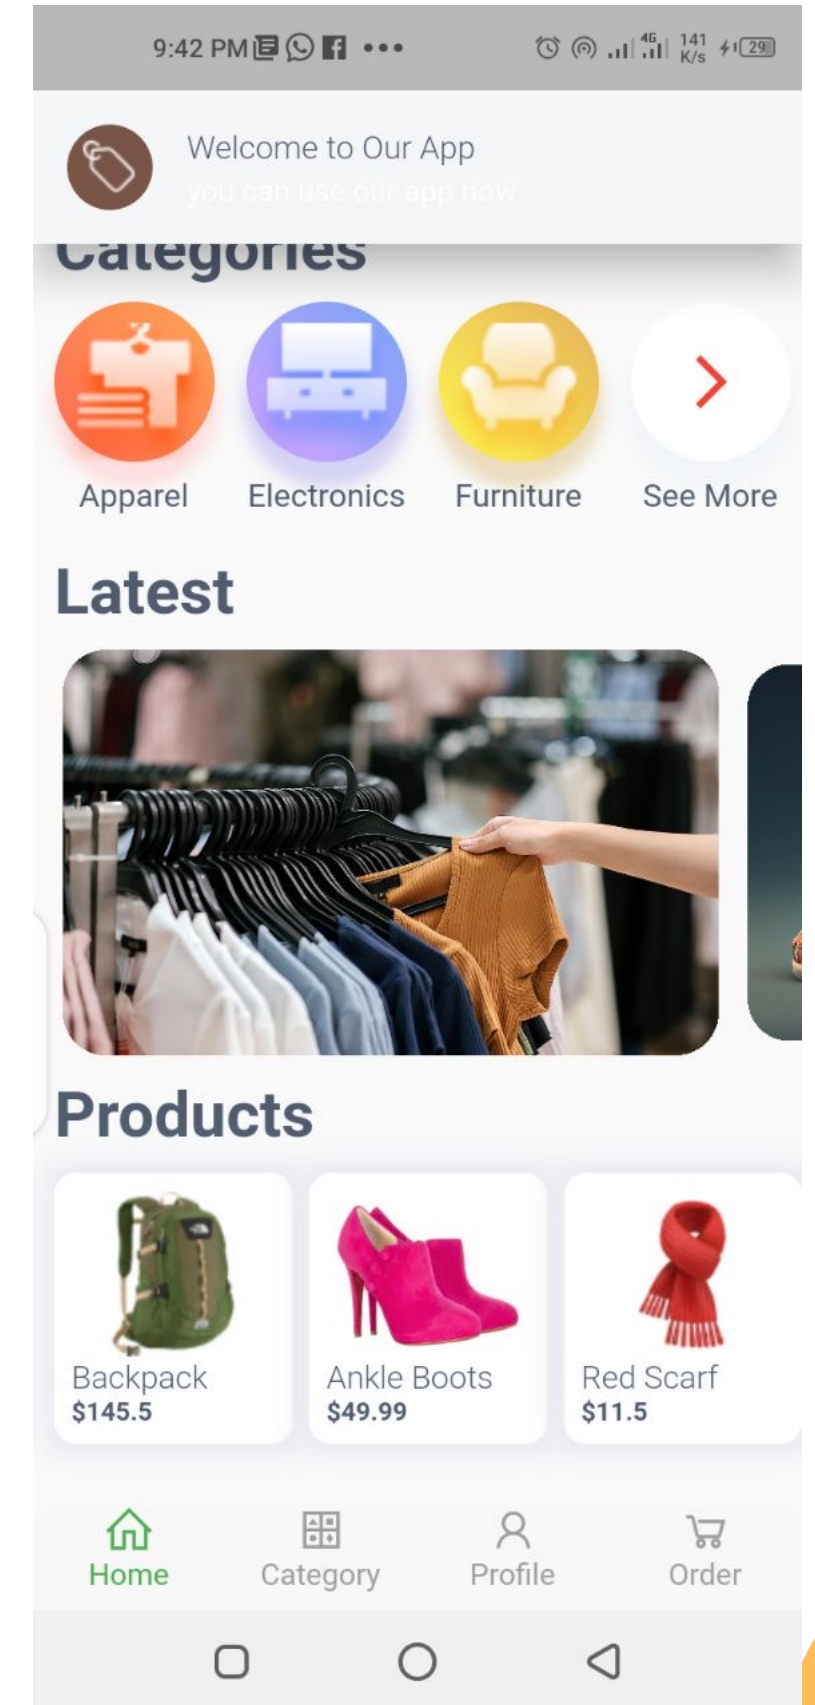 9:42 PM 4G 141 K/s 29
Welcome to Our App
you can use our app now
Categories
Apparel Electronics Furniture See More
Latest
Products
Backpack Ankle Boots Red Scarf
$145.5 $49.99 $11.5
Home Category Profile Order